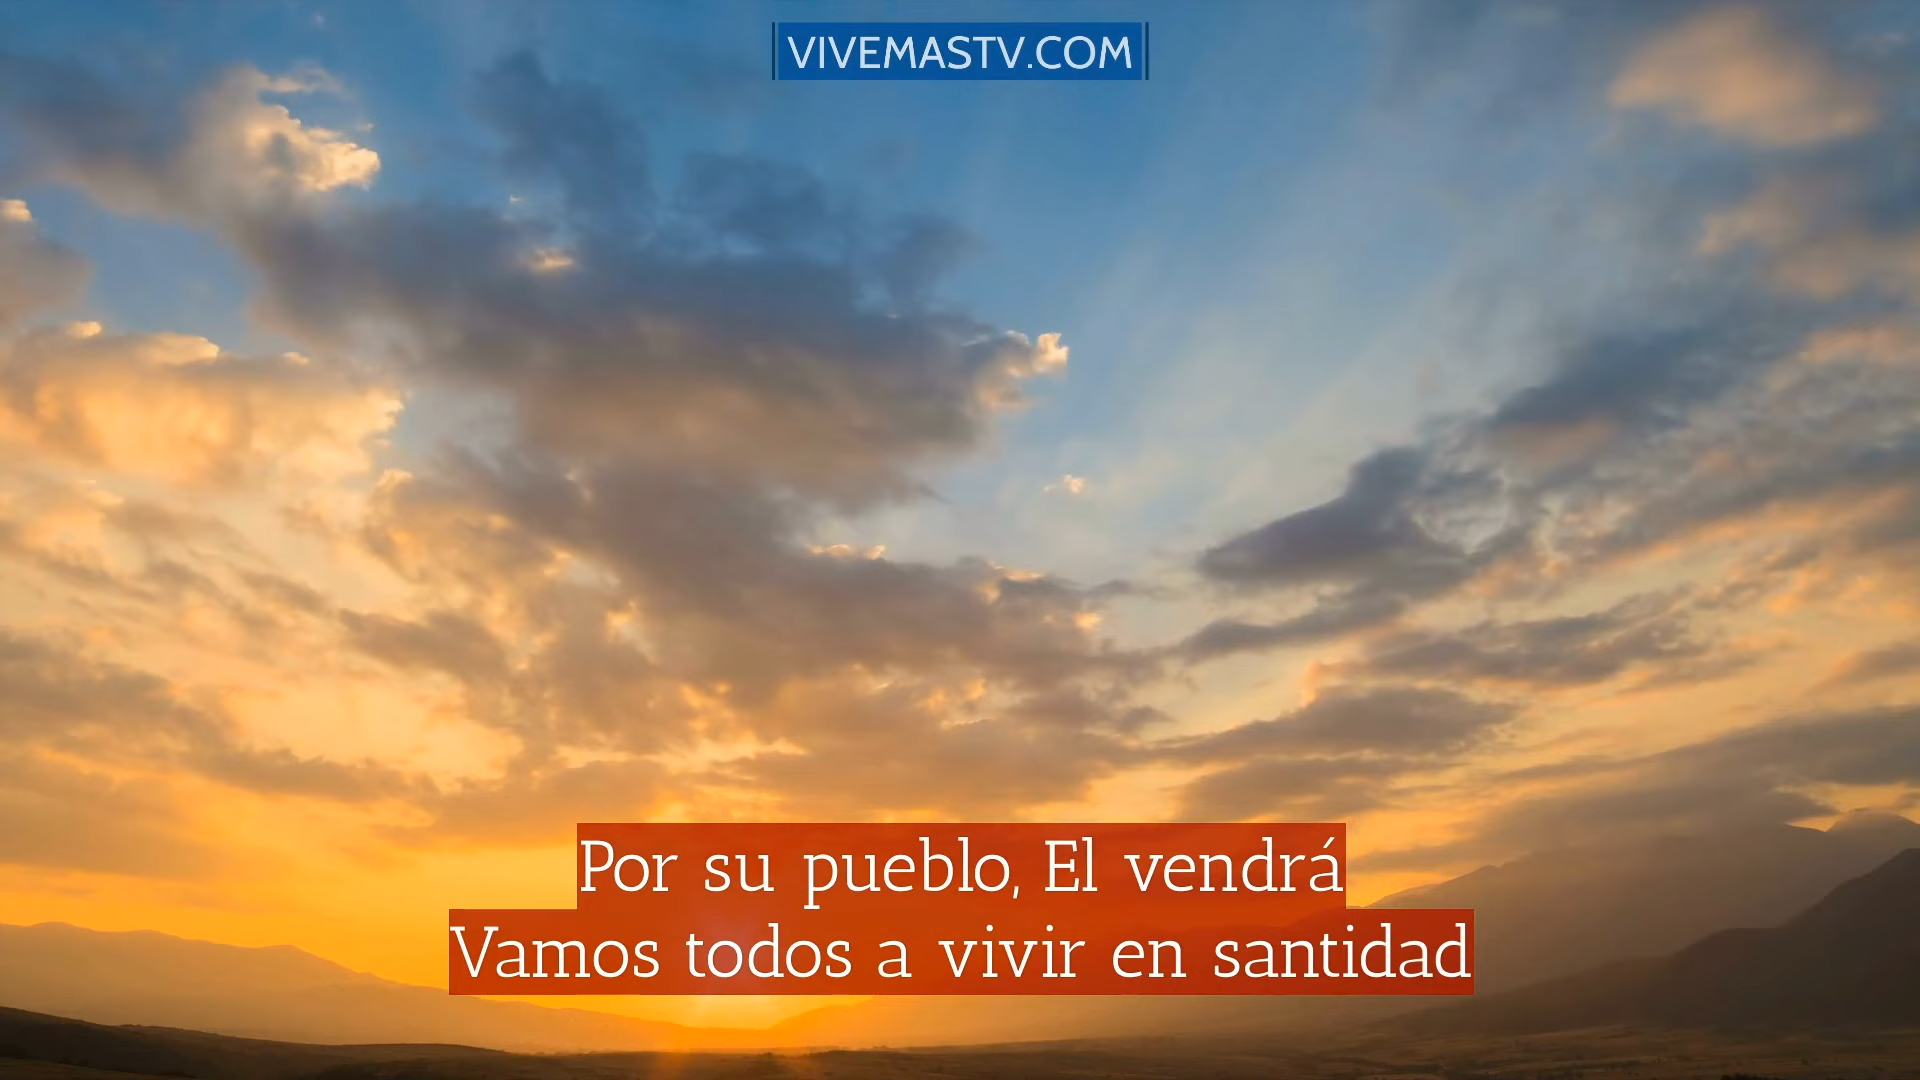 VIVEMASTV.COM
Por su pueblo, El vendrá
Vamos todos a vivir en santidad